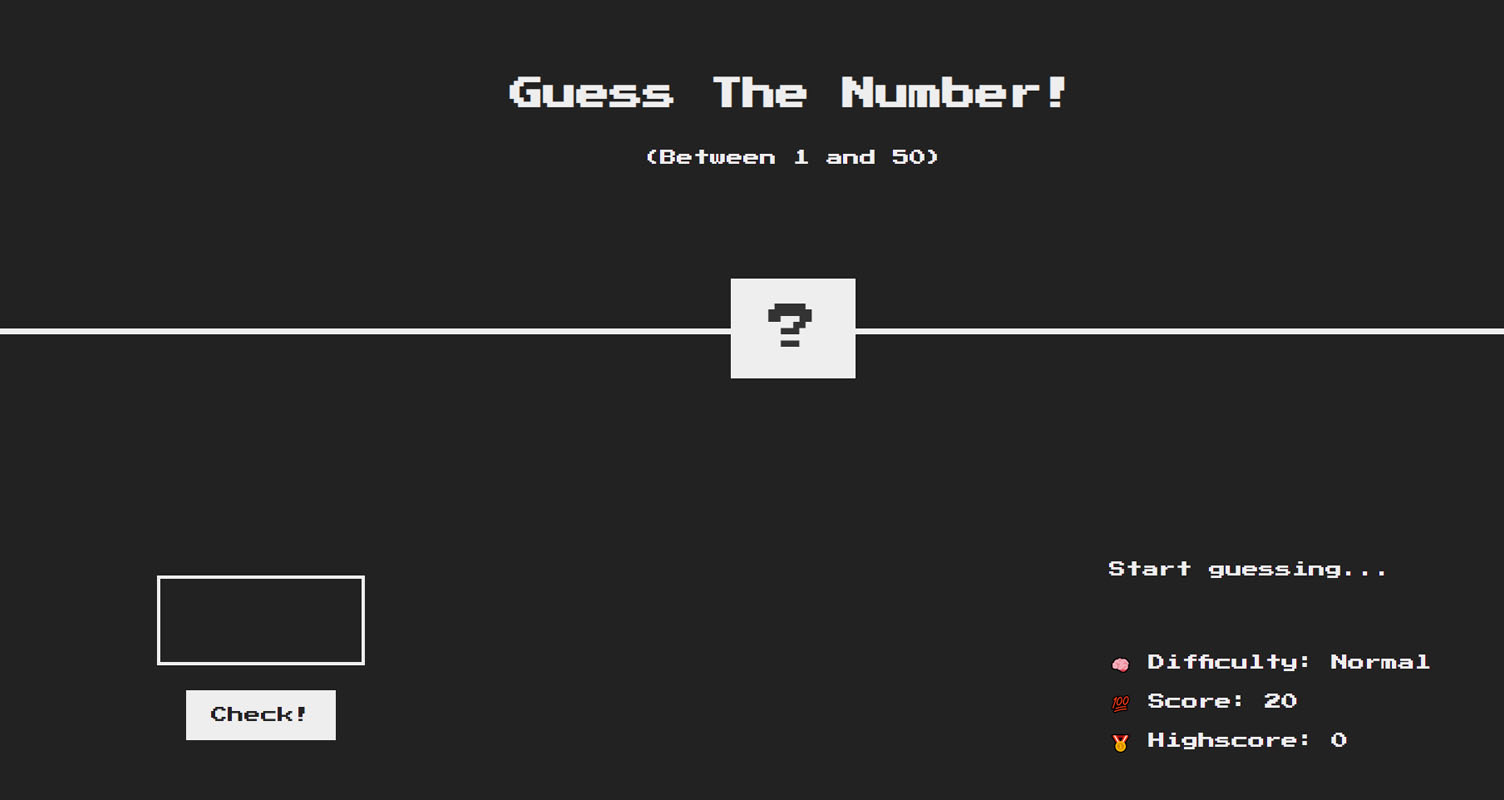 Guess The Number!
(Between 1 and 50)
?
Start guessing...
🧠 Difficulty: Normal
Check!
💯 Score: 20
🥇 Highscore: 0